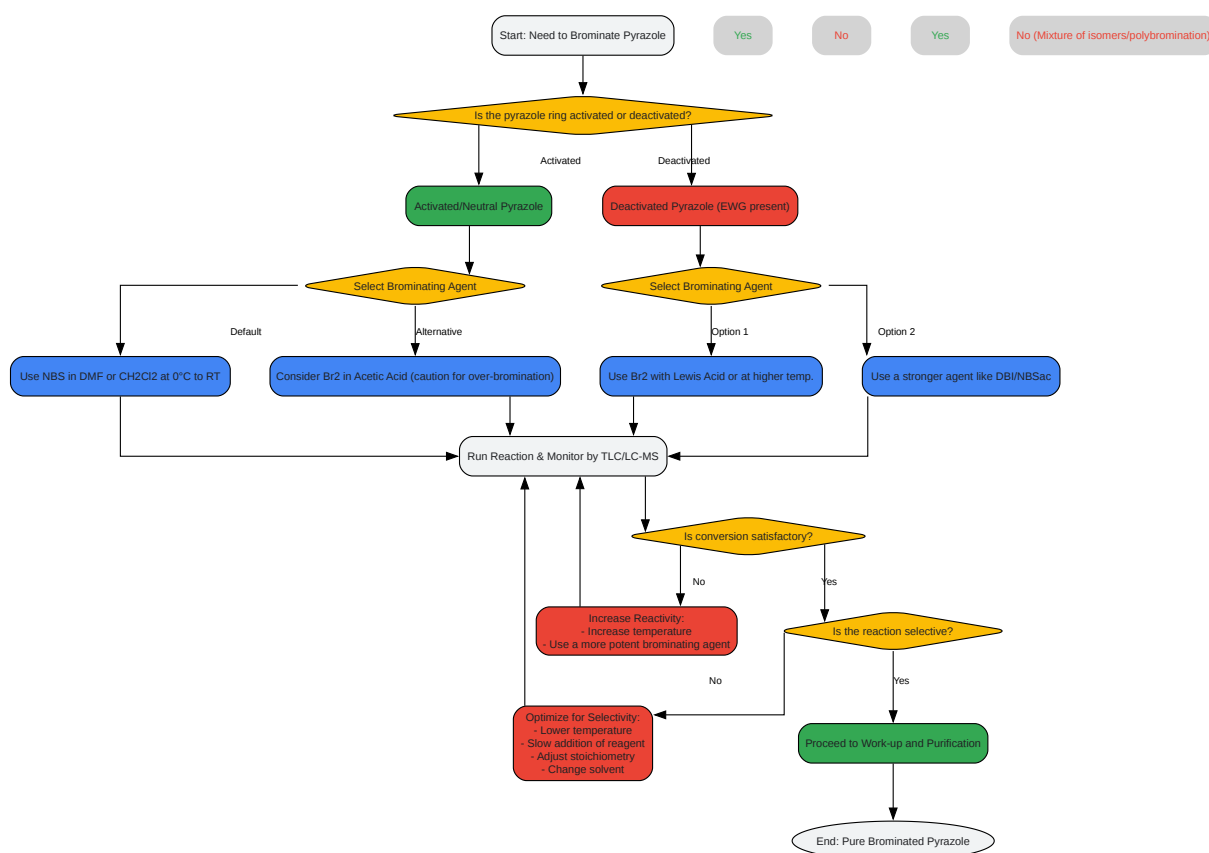 Start: Need to Brominate Pyrazole
Yes
No
Yes
No (Mixture of isomers/polybromination)
Is the pyrazole ring activated or deactivated?
Activated
Deactivated
Activated/Neutral Pyrazole
Deactivated Pyrazole (EWG present)
Select Brominating Agent
Select Brominating Agent
Default
Alternative
Option 1
Option 2
Use NBS in DMF or CH2Cl2 at 0°C to RT
Consider Br2 in Acetic Acid (caution for over-bromination)
Use Br2 with Lewis Acid or at higher temp.
Use a stronger agent like DBI/NBSac
Run Reaction & Monitor by TLC/LC-MS
Is conversion satisfactory?
No
Yes
Increase Reactivity:
- Increase temperature
- Use a more potent brominating agent
Is the reaction selective?
No
Yes
Optimize for Selectivity:
- Lower temperature
- Slow addition of reagent
- Adjust stoichiometry
- Change solvent
Proceed to Work-up and Purification
End: Pure Brominated Pyrazole